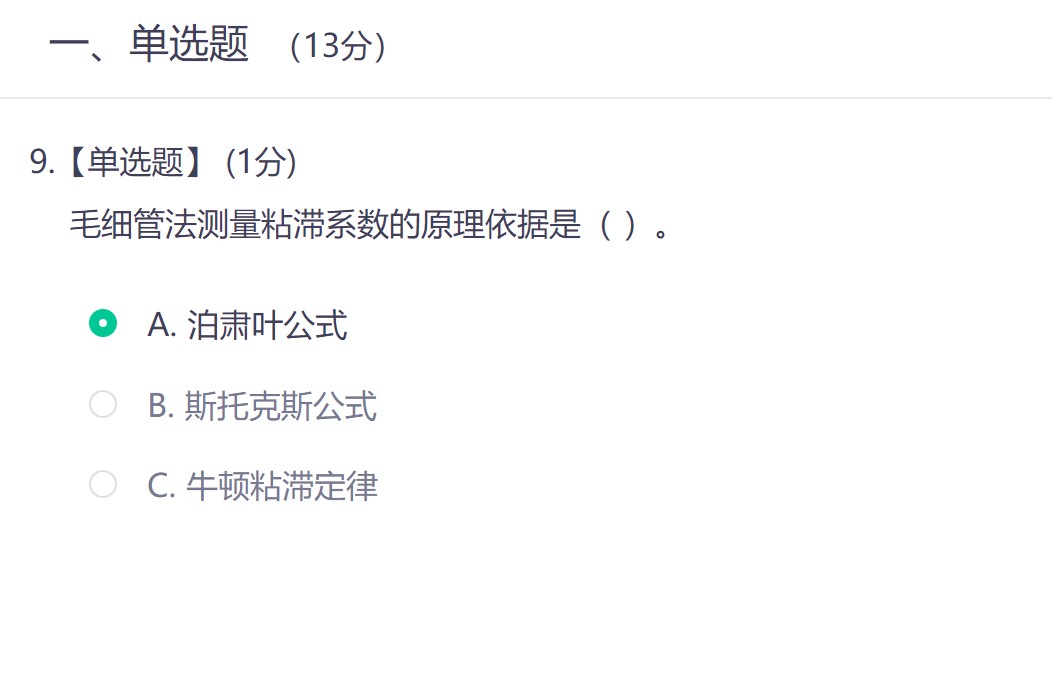 一、单选题 （13分）
9.【单选题】 (1分)
毛细管法测量粘滞系数的原理依据是（ ）。
A. 泊肃叶公式
B. 斯托克斯公式
C. 牛顿粘滞定律